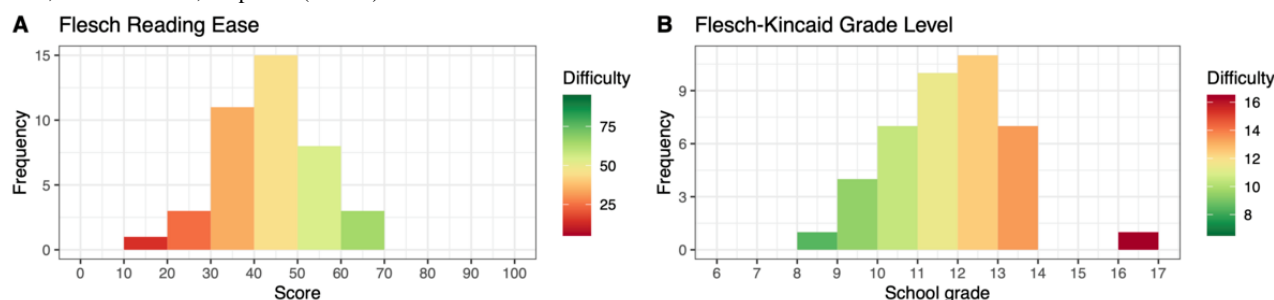 A Flesch Reading Ease
15
10
5
0
Frequency
0 10 20 30 40 50 60 70 80 90 100
Score
Difficulty
75
50
25
B Flesch-Kincaid Grade Level
9
6
3
0
Frequency
6 7 8 9 10 11 12 13 14 15 16 17
School grade
Difficulty
16
14
12
10
8